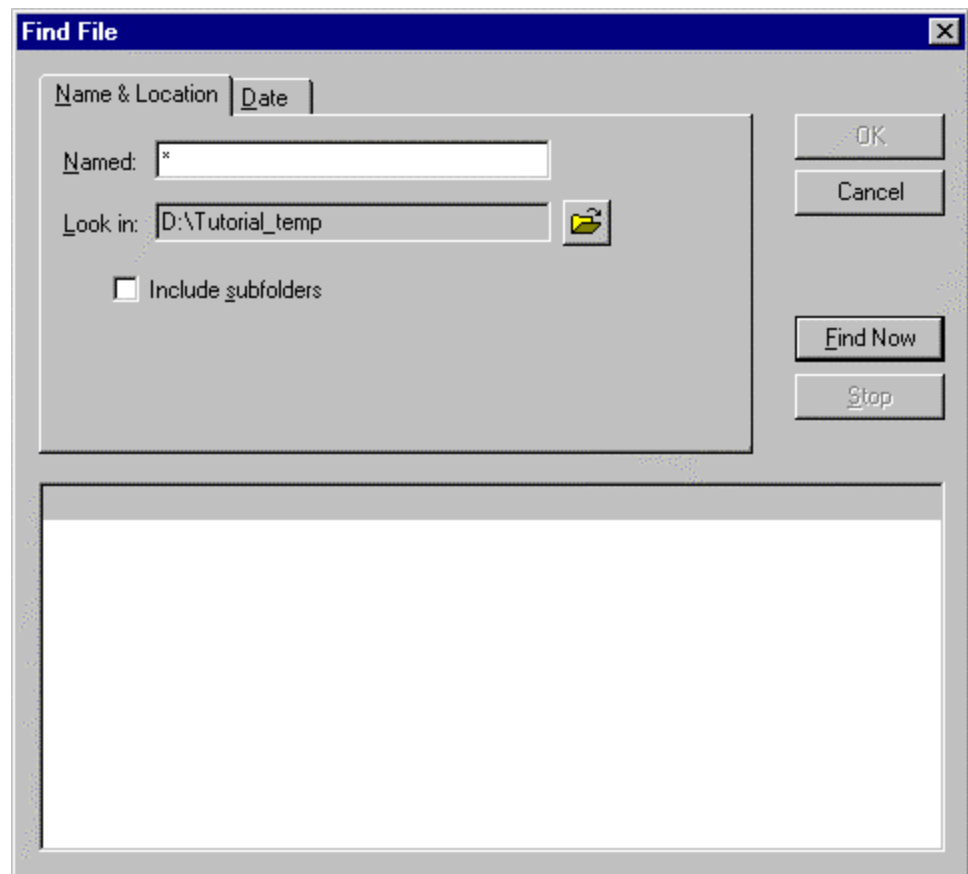 Find File
Name & Location
Date
Named: *
Look in: D:\Tutorial_temp
Include subfolders
OK
Cancel
Find Now
Stop